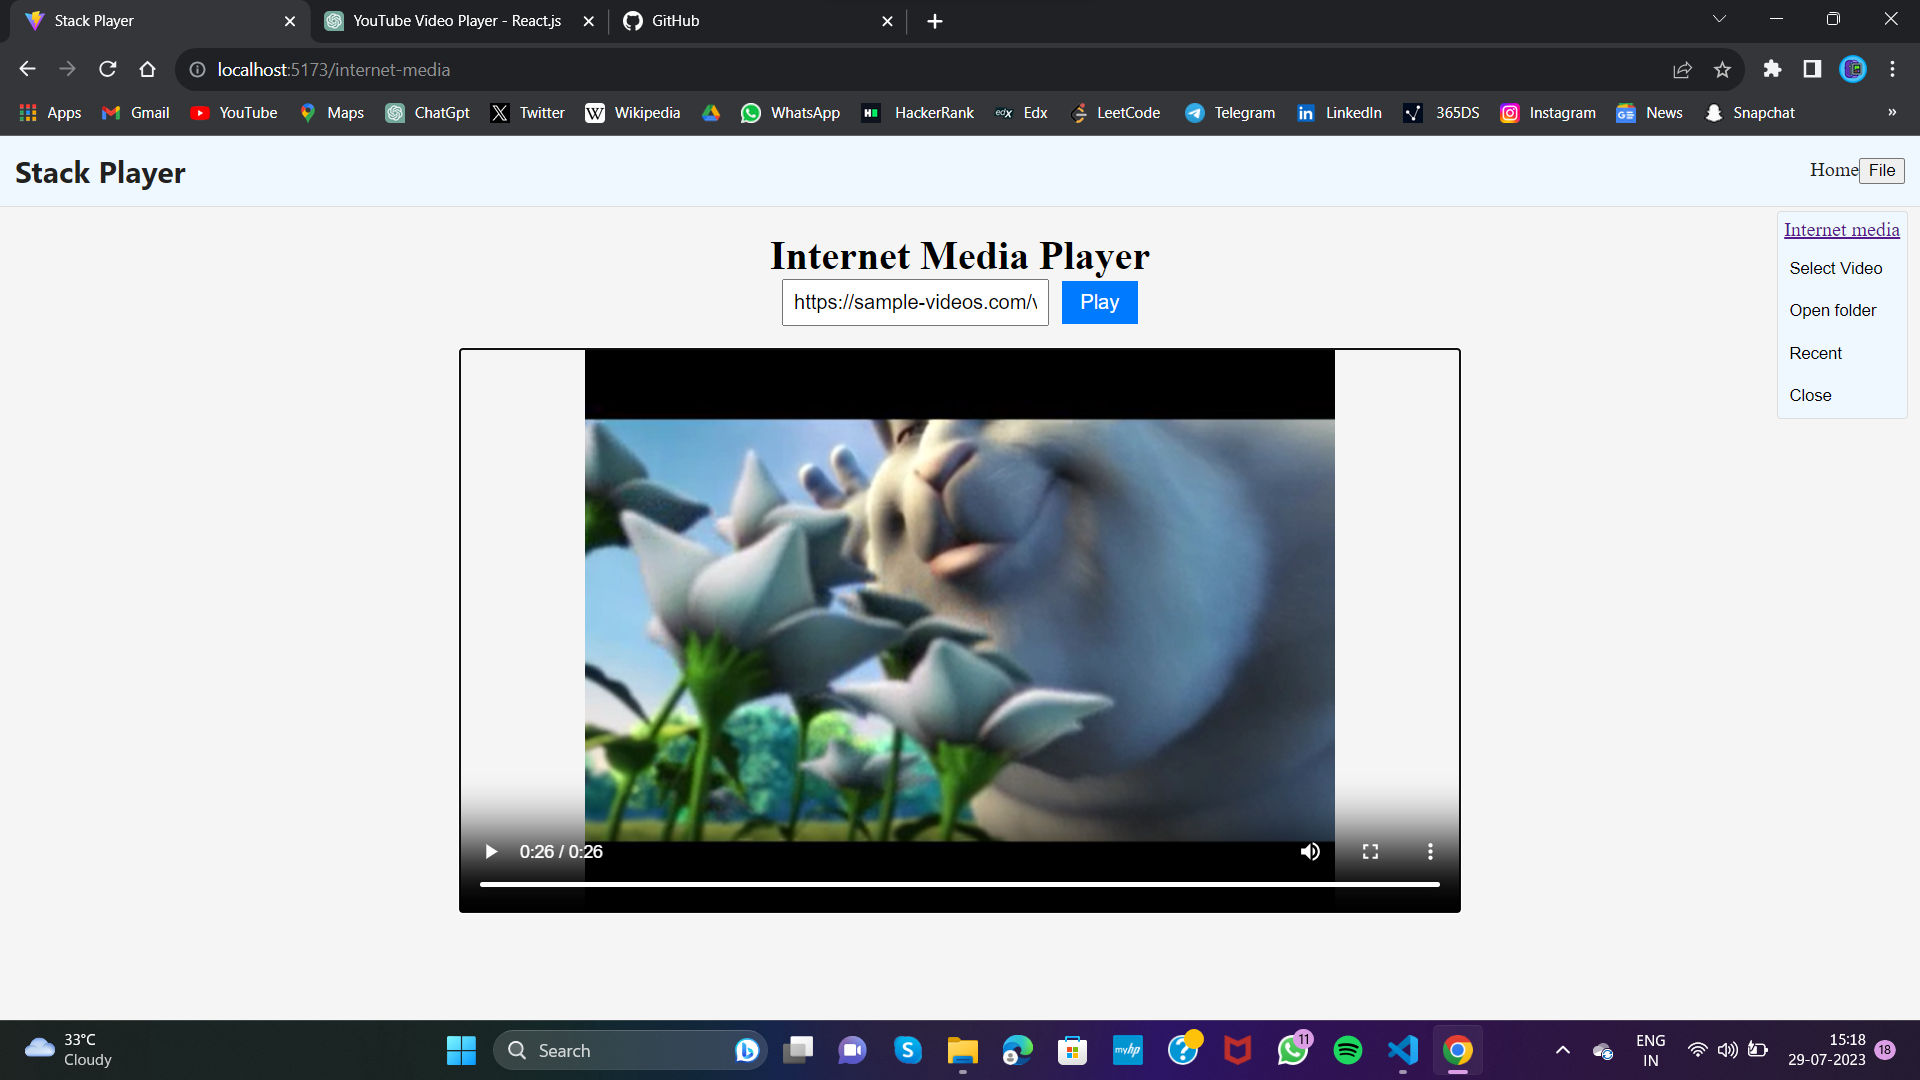 Stack Player
YouTube Video Player - React.js
GitHub
localhost:5173/internet-media
Apps Gmail YouTube Maps ChatGpt Twitter Wikipedia WhatsApp HackerRank Edx LeetCode Telegram LinkedIn 365DS Instagram News Snapchat »
Stack Player
Home File
Internet media
Select Video
Open folder
Recent
Close
Internet Media Player
https://sample-videos.com/v
Play
0:26 / 0:26
33°C
Cloudy
Search
myhp
11
ENG
IN
15:18
29-07-2023
18